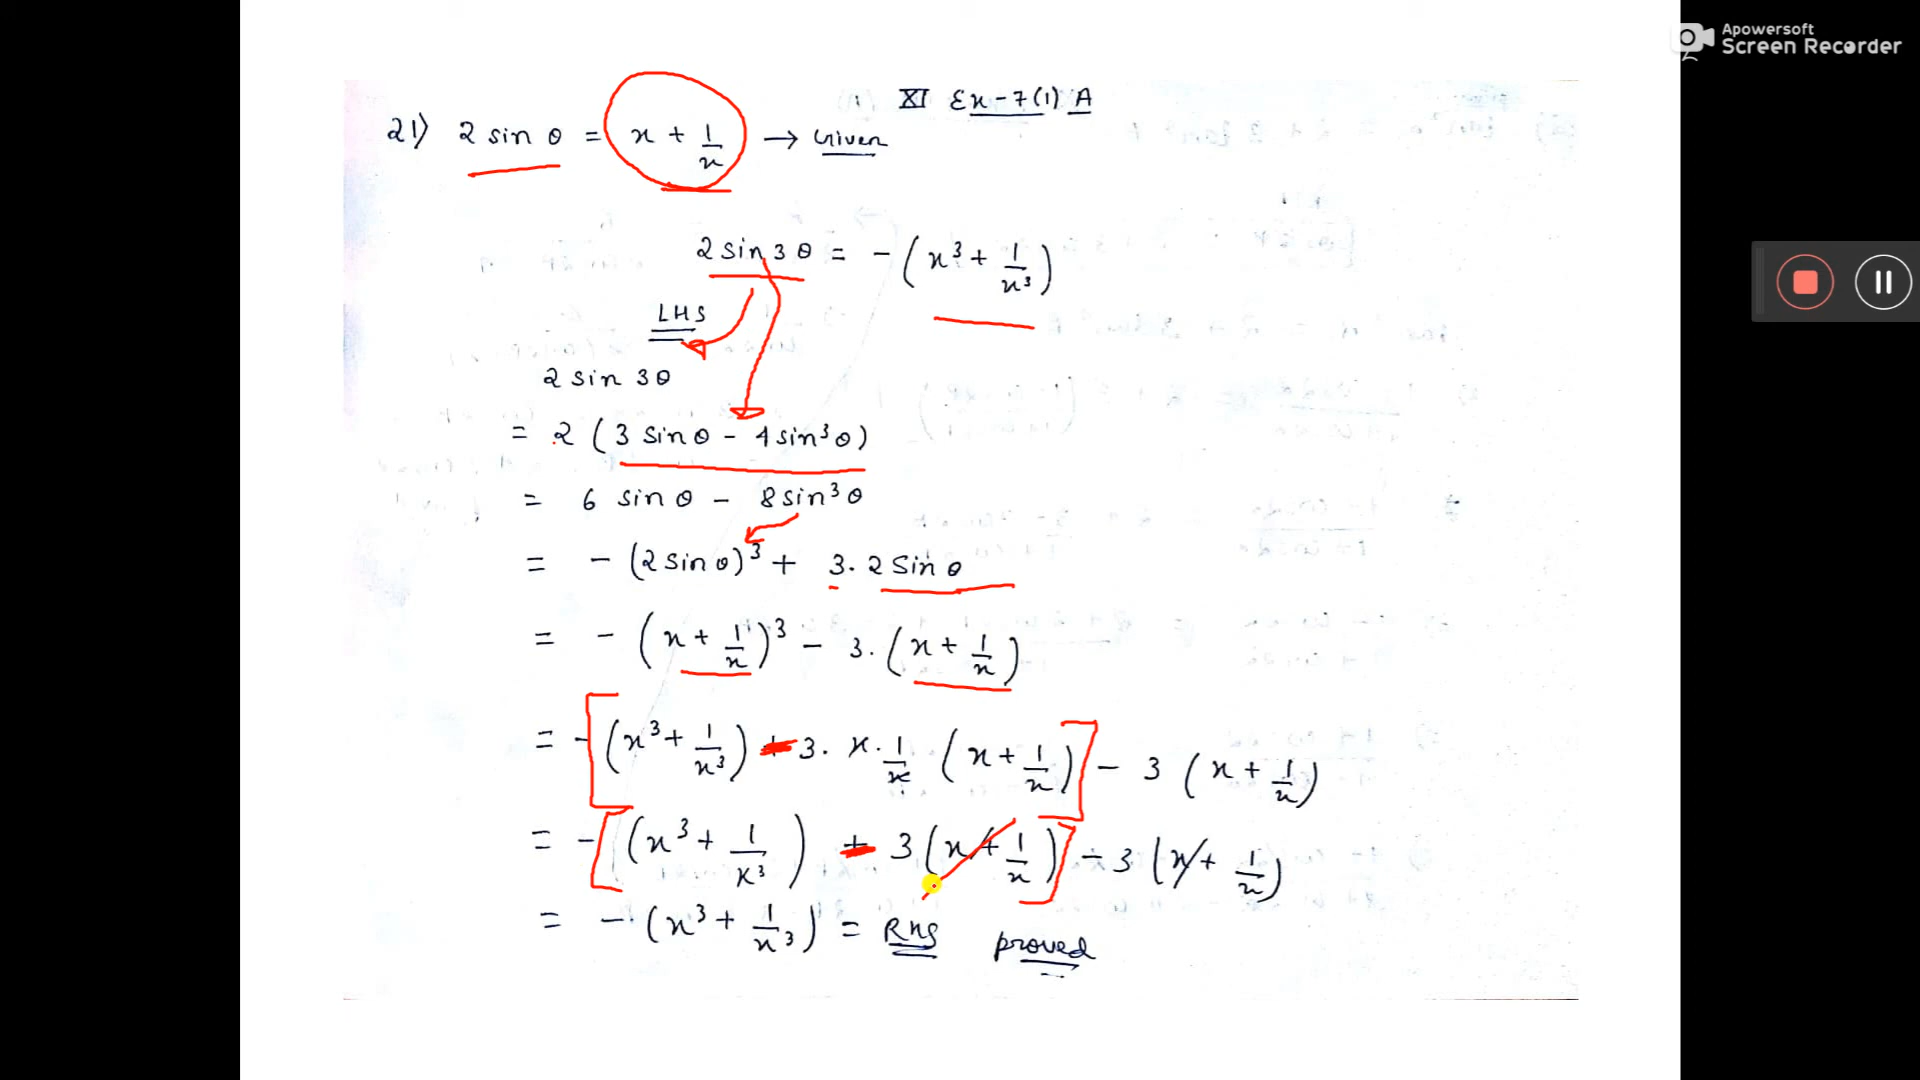 Apowersoft
Screen Recorder
XI Ex-7(1) A
21) 2 sin θ = x + 1/x → Given
2 sin 3θ = - (x³ + 1/x³)
LHS
2 sin 3θ
= 2 (3 sin θ - 4 sin³ θ)
= 6 sin θ - 8 sin³ θ
= - (2 sin θ)³ + 3. 2 Sin θ
= - (x + 1/x)³ - 3. (x + 1/x)
= - [(x³ + 1/x³) - 3. x. 1/x (x + 1/x)] - 3 (x + 1/x)
= - [(x³ + 1/x³) - 3 (x + 1/x)] - 3 (x + 1/x)
= - (x³ + 1/x³) = RHS proved